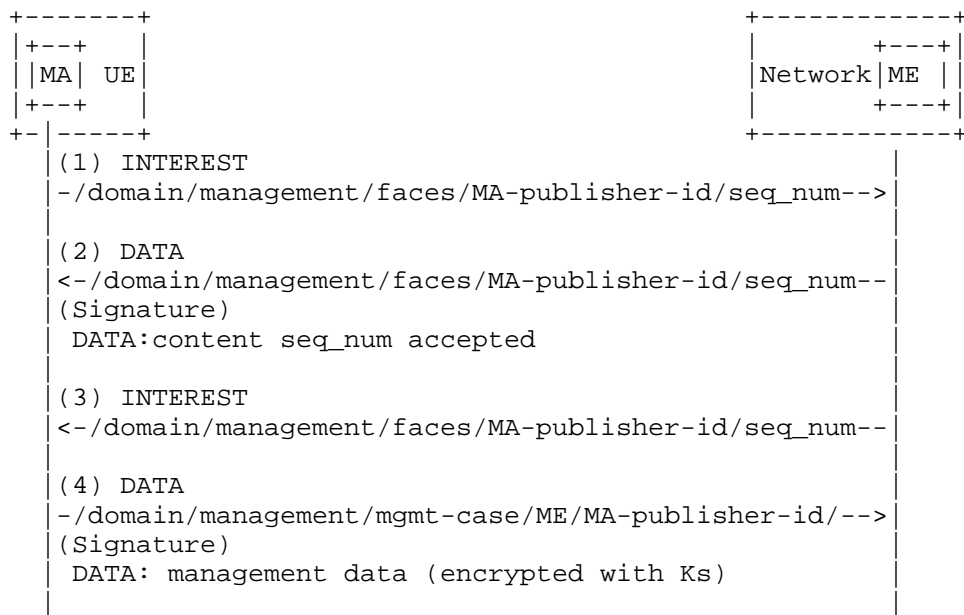 MA UE Network ME
(1) INTEREST
-/domain/management/faces/MA-publisher-id/seq_num-->
(2) DATA
<-/domain/management/faces/MA-publisher-id/seq_num--
(Signature)
DATA:content seq_num accepted
(3) INTEREST
<-/domain/management/faces/MA-publisher-id/seq_num--
(4) DATA
-/domain/management/mgmt-case/ME/MA-publisher-id/-->
(Signature)
DATA: management data (encrypted with Ks)